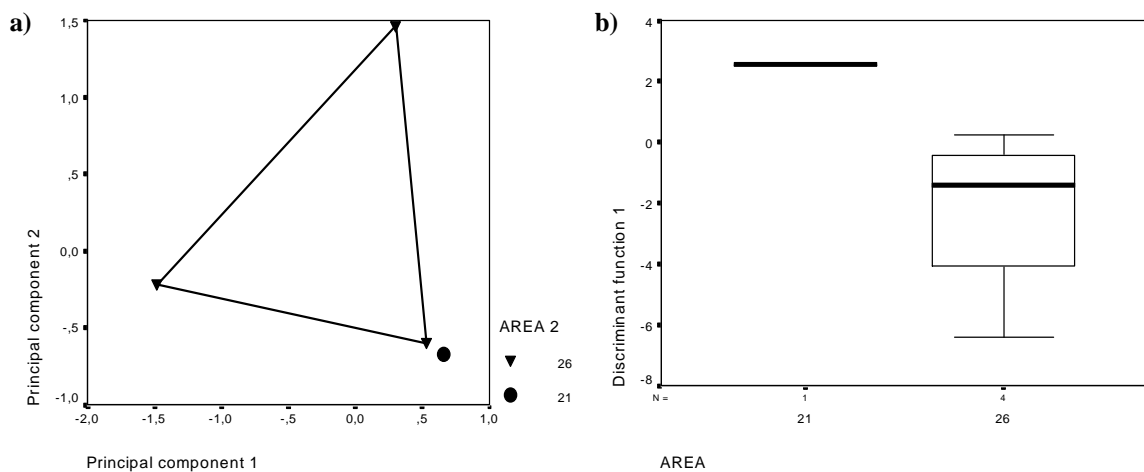 a)
Principal component 2
1,5
1,0
,5
0,0
-,5
-1,0
-2,0 -1,5 -1,0 -,5 0,0 ,5 1,0
Principal component 1
AREA 2
26
21
b)
Discriminant function 1
4
2
0
-2
-4
-6
-8
N = 1 4
21 26
AREA